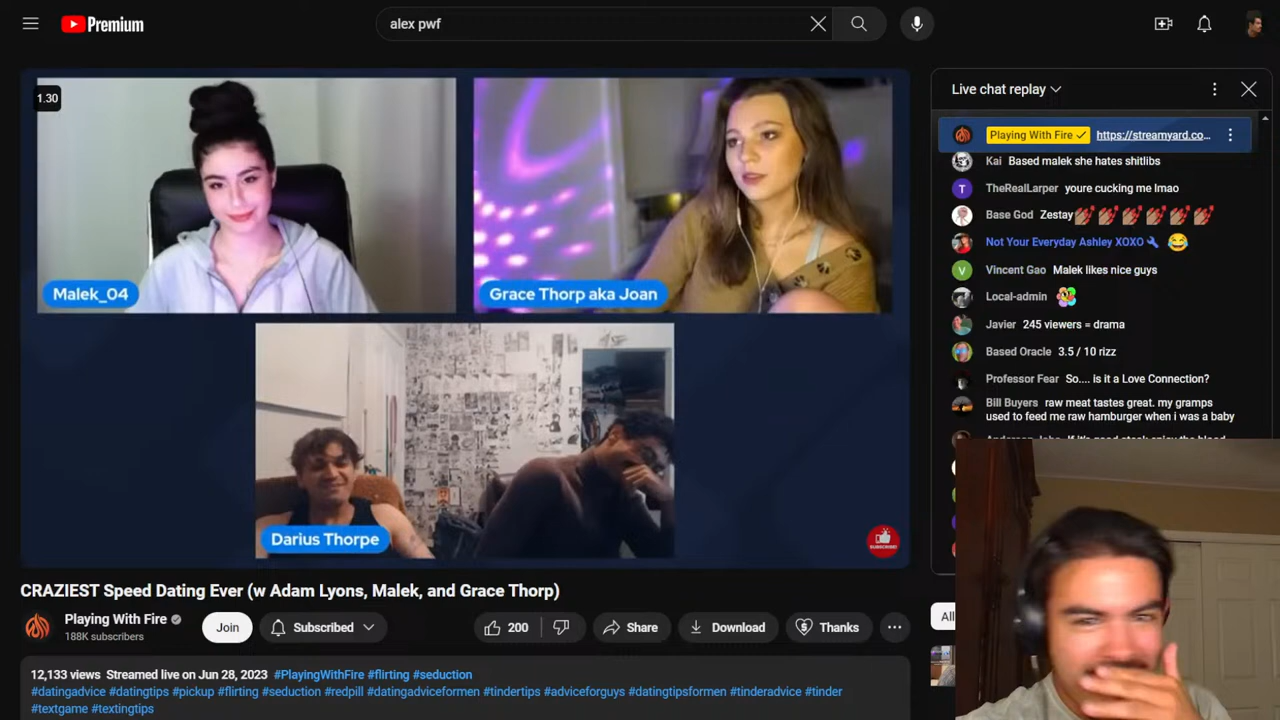 Premium
alex pwf
1.30
Malek_04
Grace Thorp aka Joan
Darius Thorpe
SUBSCRIBE!
CRAZIEST Speed Dating Ever (w Adam Lyons, Malek, and Grace Thorp)
Playing With Fire
188K subscribers
Join
Subscribed
200
Share
Download
Thanks
12,133 views Streamed live on Jun 28, 2023 #PlayingWithFire #flirting #seduction
#datingadvice #datingtips #pickup #flirting #seduction #redpill #datingadviceformen #tindertips #adviceforguys #datingtipsformen #tinderadvice #tinder
#textgame #textingtips
Live chat replay
Playing With Fire https://streamyard.co...
Kai Based malek she hates shitlibs
TheRealLarper youre cucking me lmao
Base God Zestay💅🏽💅🏽💅🏽💅🏽💅🏽💅🏽
Not Your Everyday Ashley XOXO 😂
Vincent Gao Malek likes nice guys
Local-admin
Javier 245 viewers = drama
Based Oracle 3.5 / 10 rizz
Professor Fear So.... is it a Love Connection?
Bill Buyers raw meat tastes great. my gramps
used to feed me raw hamburger when i was a baby
All